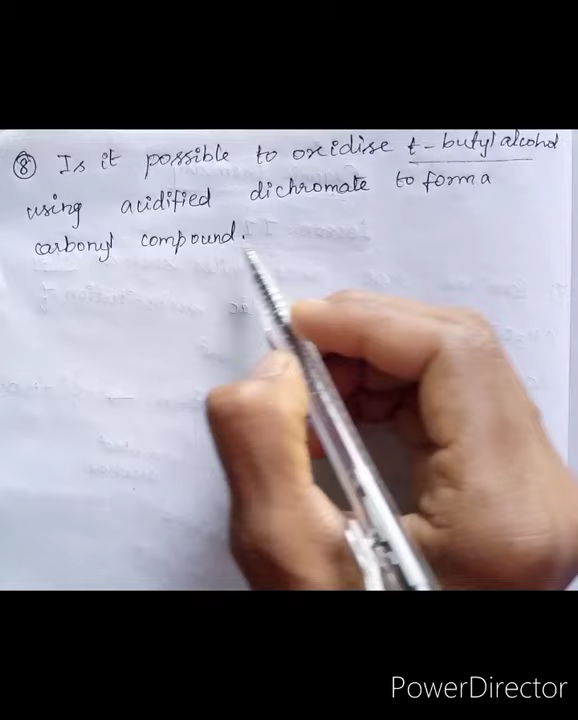 ⑧ Is it possible to oxidise t-butyl alcohol
using acidified dichromate to form a
carbonyl compound.
PowerDirector